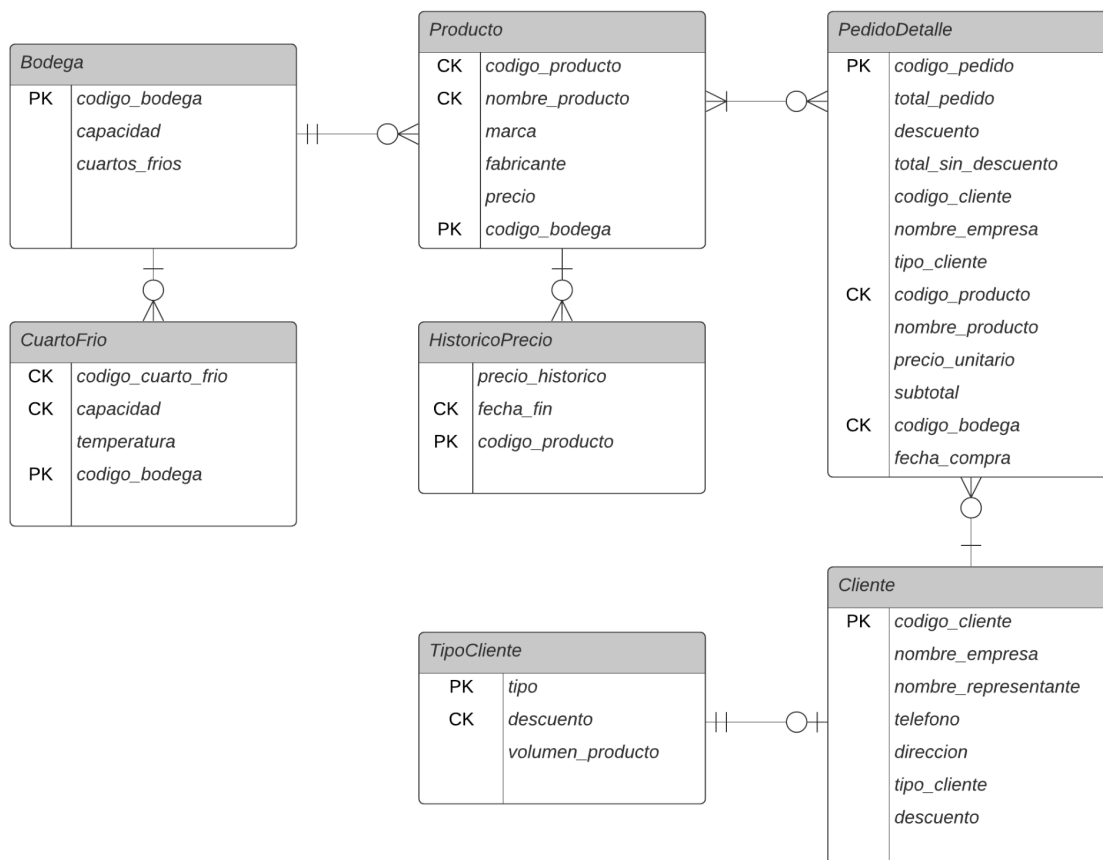 Bodega
PK codigo_bodega
capacidad
cuartos_frios
Producto
CK codigo_producto
CK nombre_producto
marca
fabricante
precio
PK codigo_bodega
PedidoDetalle
PK codigo_pedido
total_pedido
descuento
total_sin_descuento
codigo_cliente
nombre_empresa
tipo_cliente
CK codigo_producto
nombre_producto
precio_unitario
subtotal
CK codigo_bodega
fecha_compra
CuartoFrio
CK codigo_cuarto_frio
CK capacidad
temperatura
PK codigo_bodega
HistoricoPrecio
precio_historico
CK fecha_fin
PK codigo_producto
TipoCliente
PK tipo
CK descuento
volumen_producto
Cliente
PK codigo_cliente
nombre_empresa
nombre_representante
telefono
direccion
tipo_cliente
descuento